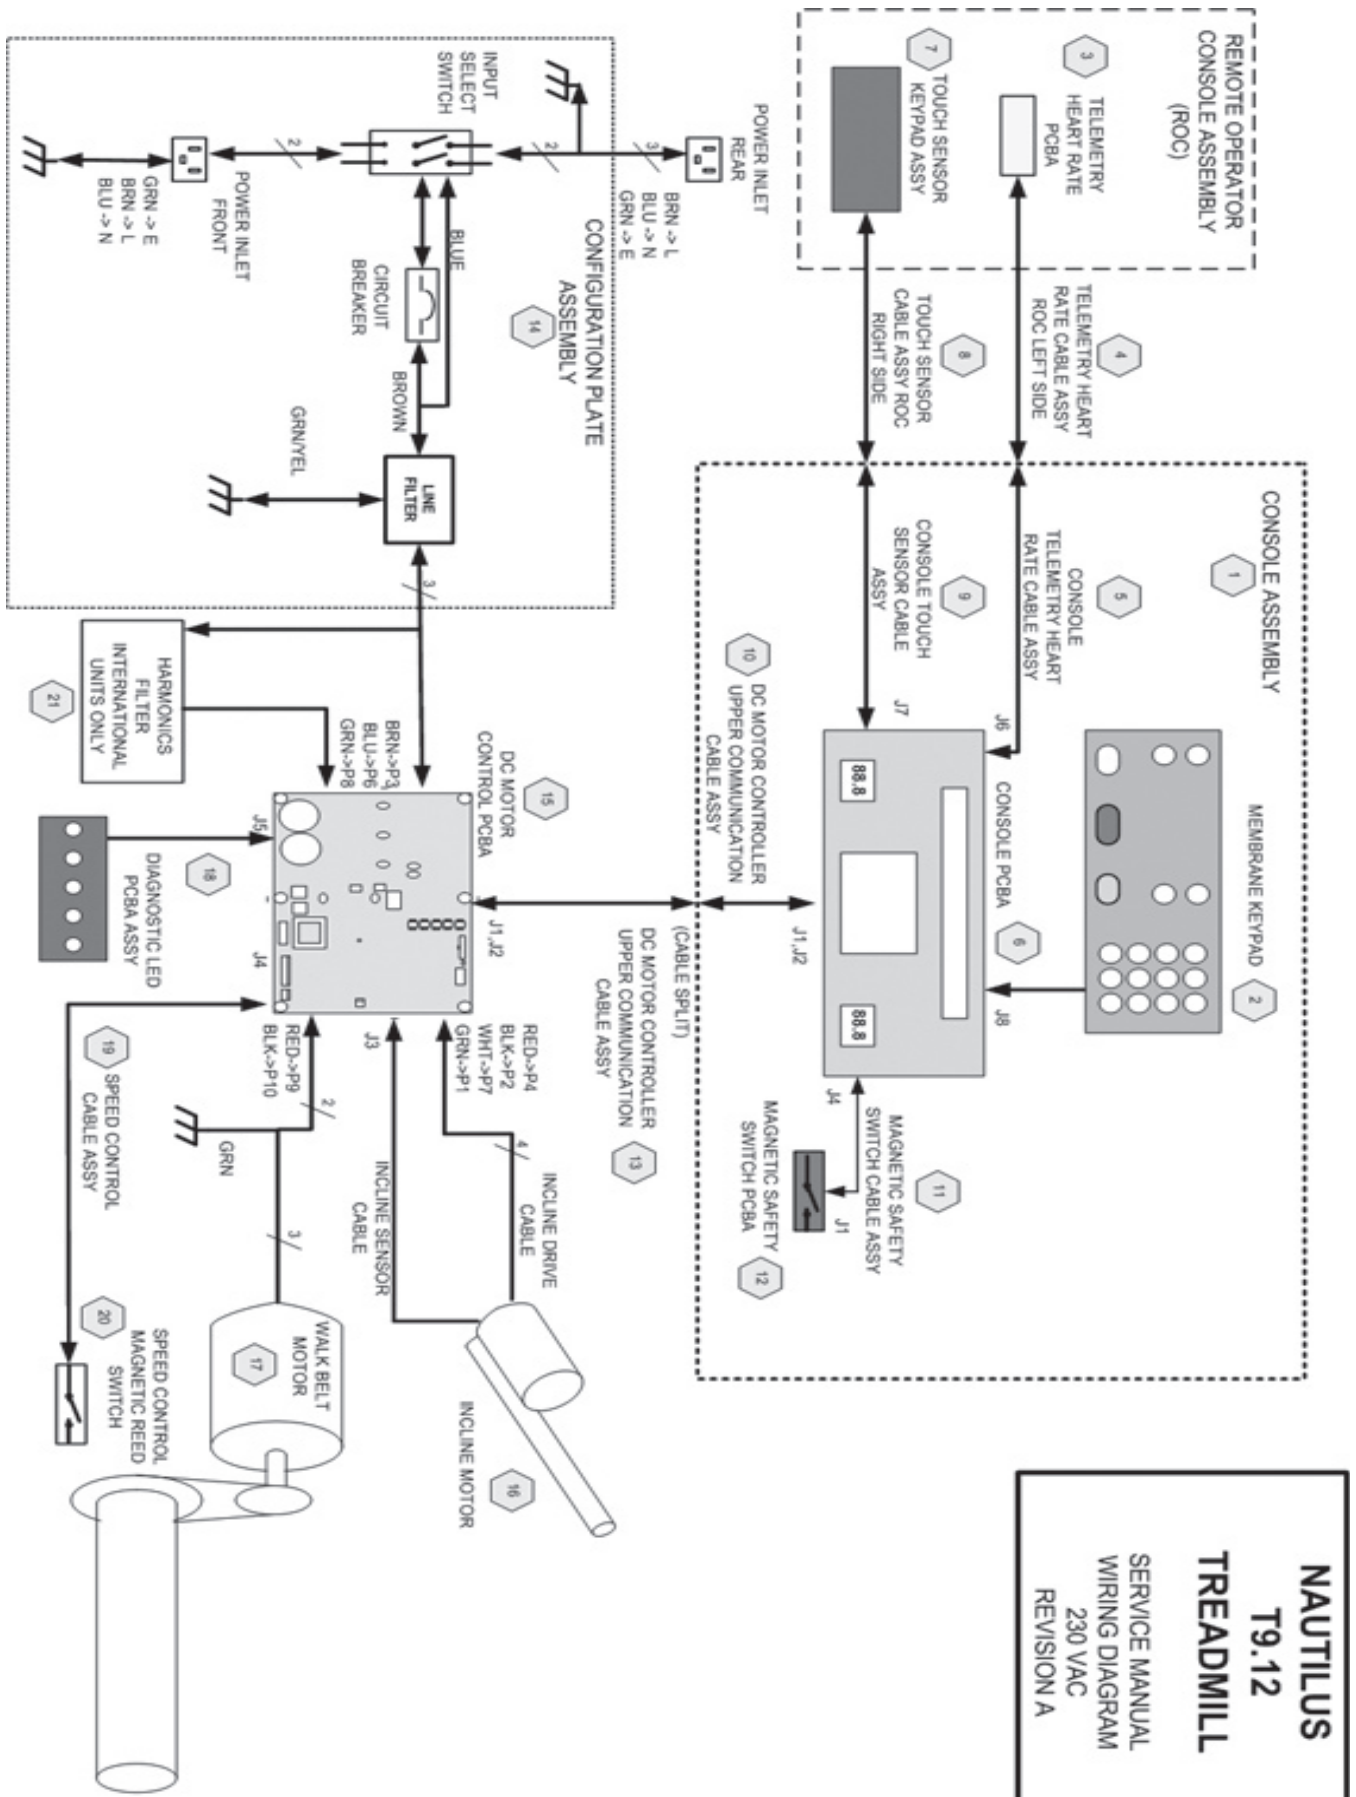 REMOTE OPERATOR
CONSOLE ASSEMBLY
(ROC)
3
TELEMETRY
HEART RATE
PCBA
7
TOUCH SENSOR
KEYPAD ASSY
4
TELEMETRY HEART
RATE CABLE ASSY
ROC LEFT SIDE
8
TOUCH SENSOR
CABLE ASSY ROC
RIGHT SIDE
CONSOLE ASSEMBLY
1
5
CONSOLE
TELEMETRY HEART
RATE CABLE ASSY
9
CONSOLE TOUCH
SENSOR CABLE
ASSY
MEMBRANE KEYPAD
2
J6
CONSOLE PCBA
6
J8
J7
88.8
88.8
J4
J1,J2
MAGNETIC SAFETY
SWITCH CABLE ASSY
11
J1
MAGNETIC SAFETY
SWITCH PCBA
12
10
DC MOTOR CONTROLLER
UPPER COMMUNICATION
CABLE ASSY
(CABLE SPLIT)
DC MOTOR CONTROLLER
UPPER COMMUNICATION
CABLE ASSY
13
NAUTILUS
T9.12
TREADMILL
SERVICE MANUAL
WIRING DIAGRAM
230 VAC
REVISION A
POWER INLET
REAR
3
BRN -> L
BLU -> N
GRN -> E
2
INPUT
SELECT
SWITCH
CONFIGURATION PLATE
ASSEMBLY
14
BLUE
CIRCUIT
BREAKER
BROWN
LINE
FILTER
GRN/YEL
3
2
POWER INLET
FRONT
GRN -> E
BRN -> L
BLU -> N
HARMONICS
FILTER
INTERNATIONAL
UNITS ONLY
21
DC MOTOR
CONTROL PCBA
15
BRN->P3
BLU->P6
GRN->P8
J1,J2
J5
J4
J3
DIAGNOSTIC LED
PCBA ASSY
18
RED->P4
BLK->P2
WHT->P7
GRN->P1
4
INCLINE DRIVE
CABLE
INCLINE SENSOR
CABLE
INCLINE MOTOR
16
RED->P9
BLK->P10
2
GRN
3
WALK BELT
MOTOR
17
19
SPEED CONTROL
CABLE ASSY
20
SPEED CONTROL
MAGNETIC REED
SWITCH